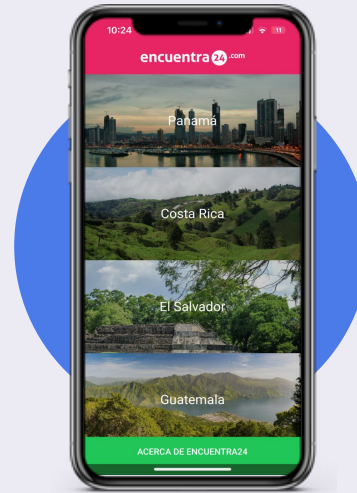 10:24
11
encuentra24.com
Panamá
Costa Rica
El Salvador
Guatemala
ACERCA DE ENCUENTRA24